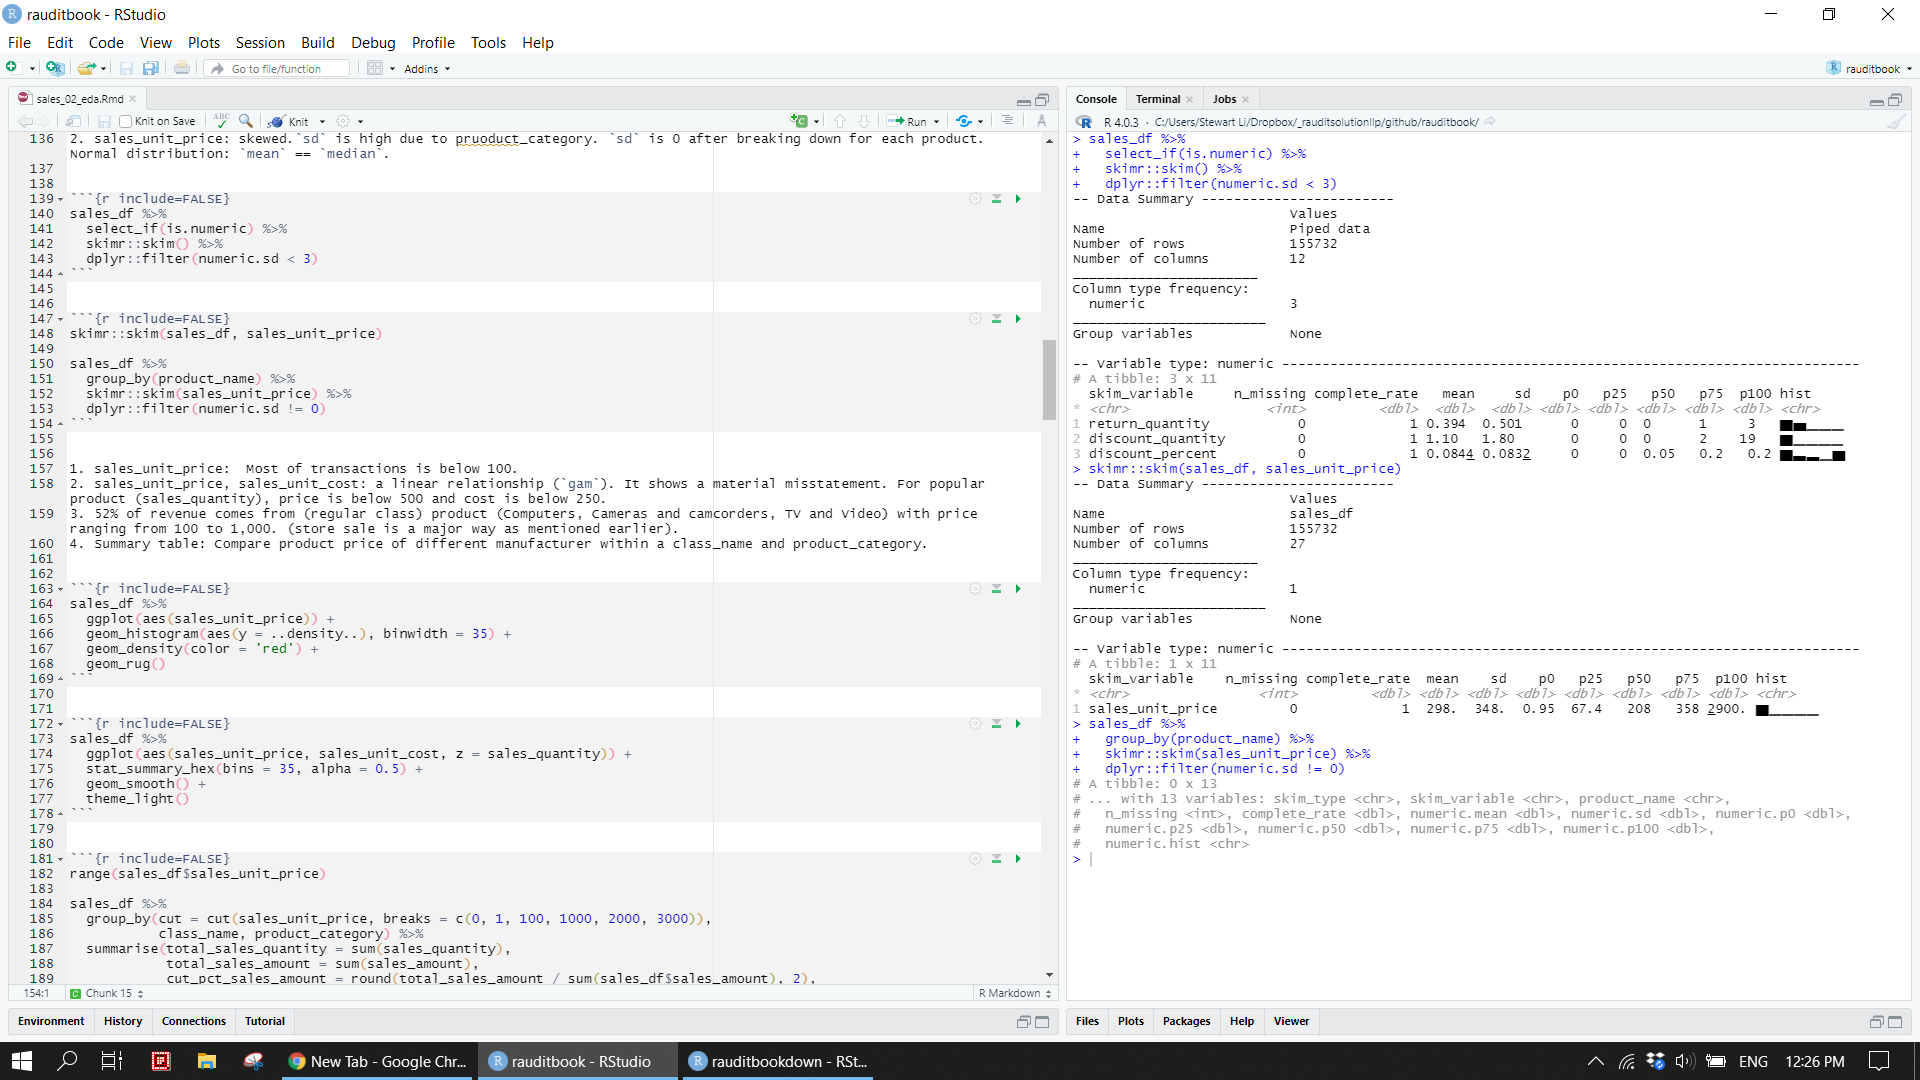 rauditbook - RStudio
File Edit Code View Plots Session Build Debug Profile Tools Help
Go to file/function Addins rauditbook
sales_02_eda.Rmd
Knit on Save ABC Knit Run
136 2. sales_unit_price: skewed.`sd` is high due to pruoduct_category. `sd` is 0 after breaking down for each product.
Normal distribution: `mean` == `median`.
137
138
139 ```{r include=FALSE}
140 sales_df %>%
141 select_if(is.numeric) %>%
142 skimr::skim() %>%
143 dplyr::filter(numeric.sd < 3)
144 ```
145
146
147 ```{r include=FALSE}
148 skimr::skim(sales_df, sales_unit_price)
149
150 sales_df %>%
151 group_by(product_name) %>%
152 skimr::skim(sales_unit_price) %>%
153 dplyr::filter(numeric.sd != 0)
154 ```
155
156
157 1. sales_unit_price:  Most of transactions is below 100.
158 2. sales_unit_price, sales_unit_cost: a linear relationship (`gam`). It shows a material misstatement. For popular
product (sales_quantity), price is below 500 and cost is below 250.
159 3. 52% of revenue comes from (regular class) product (Computers, Cameras and camcorders, TV and Video) with price
ranging from 100 to 1,000. (store sale is a major way as mentioned earlier).
160 4. Summary table: Compare product price of different manufacturer within a class_name and product_category.
161
162
163 ```{r include=FALSE}
164 sales_df %>%
165 ggplot(aes(sales_unit_price)) +
166 geom_histogram(aes(y = ..density..), binwidth = 35) +
167 geom_density(color = 'red') +
168 geom_rug()
169 ```
170
171
172 ```{r include=FALSE}
173 sales_df %>%
174 ggplot(aes(sales_unit_price, sales_unit_cost, z = sales_quantity)) +
175 stat_summary_hex(bins = 35, alpha = 0.5) +
176 geom_smooth() +
177 theme_light()
178 ```
179
180
181 ```{r include=FALSE}
182 range(sales_df$sales_unit_price)
183
184 sales_df %>%
185 group_by(cut = cut(sales_unit_price, breaks = c(0, 1, 100, 1000, 2000, 3000)),
186 class_name, product_category) %>%
187 summarise(total_sales_quantity = sum(sales_quantity),
188 total_sales_amount = sum(sales_amount),
189 cut_pct_sales_amount = round(total_sales_amount / sum(sales_df$sales_amount), 2),
154:1 Chunk 15 R Markdown
Environment History Connections Tutorial
Console Terminal Jobs
R 4.0.3 · C:/Users/Stewart Li/Dropbox/_rauditsolutionllp/github/rauditbook/
> sales_df %>%
+ select_if(is.numeric) %>%
+ skimr::skim() %>%
+ dplyr::filter(numeric.sd < 3)
-- Data Summary ------------------------
Values
Name Piped data
Number of rows 155732
Number of columns 12
_______________________
Column type frequency:
numeric 3
________________________
Group variables None
-- Variable type: numeric ------------------------------------------------------------------------
# A tibble: 3 x 11
skim_variable n_missing complete_rate mean sd p0 p25 p50 p75 p100 hist
* <chr> <int> <dbl> <dbl> <dbl> <dbl> <dbl> <dbl> <dbl> <dbl> <chr>
1 return_quantity 0 1 0.394 0.501 0 0 0 1 3
2 discount_quantity 0 1 1.10 1.80 0 0 0 2 19
3 discount_percent 0 1 0.0844 0.0832 0 0 0.05 0.2 0.2
> skimr::skim(sales_df, sales_unit_price)
-- Data Summary ------------------------
Values
Name sales_df
Number of rows 155732
Number of columns 27
_______________________
Column type frequency:
numeric 1
________________________
Group variables None
-- Variable type: numeric ------------------------------------------------------------------------
# A tibble: 1 x 11
skim_variable n_missing complete_rate mean sd p0 p25 p50 p75 p100 hist
* <chr> <int> <dbl> <dbl> <dbl> <dbl> <dbl> <dbl> <dbl> <dbl> <chr>
1 sales_unit_price 0 1 298. 348. 0.95 67.4 208 358 2900.
> sales_df %>%
+ group_by(product_name) %>%
+ skimr::skim(sales_unit_price) %>%
+ dplyr::filter(numeric.sd != 0)
# A tibble: 0 x 13
# ... with 13 variables: skim_type <chr>, skim_variable <chr>, product_name <chr>,
# n_missing <int>, complete_rate <dbl>, numeric.mean <dbl>, numeric.sd <dbl>, numeric.p0 <dbl>,
# numeric.p25 <dbl>, numeric.p50 <dbl>, numeric.p75 <dbl>, numeric.p100 <dbl>,
# numeric.hist <chr>
>
Files Plots Packages Help Viewer
New Tab - Google Chr... rauditbook - RStudio rauditbookdown - RSt... ENG 12:26 PM